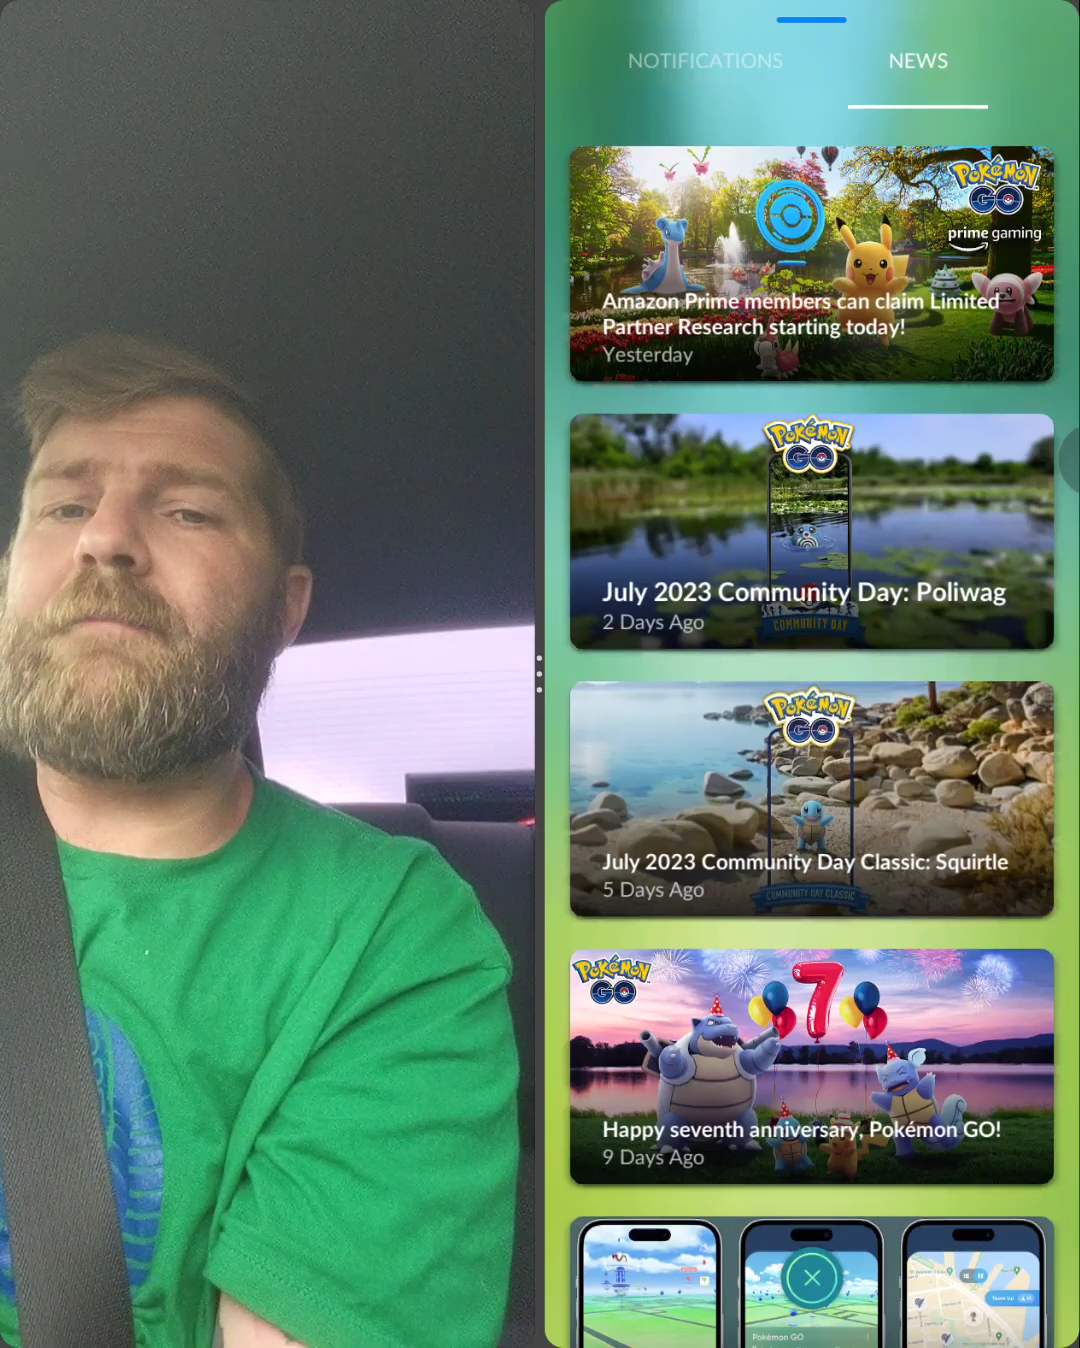 NOTIFICATIONS
NEWS
Pokémon
GO
prime gaming
Amazon Prime members can claim Limited
Partner Research starting today!
Yesterday
Pokémon
GO
July 2023 Community Day: Poliwag
2 Days Ago
COMMUNITY DAY
Pokémon
GO
July 2023 Community Day Classic: Squirtle
5 Days Ago
COMMUNITY DAY CLASSIC
Pokémon
GO
7
Happy seventh anniversary, Pokémon GO!
9 Days Ago
Pokémon GO
Team Up